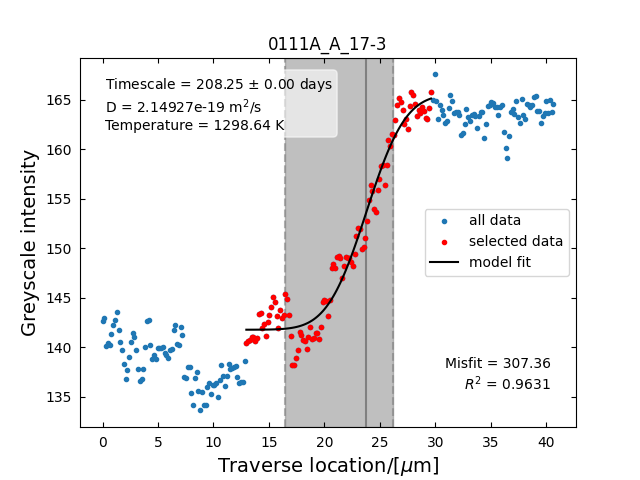 0111A_A_17-3
Timescale = 208.25 ± 0.00 days
D = 2.14927e-19 m²/s
Temperature = 1298.64 K
165
160
155
150
145
140
135
Greyscale intensity
all data
selected data
model fit
Misfit = 307.36
R² = 0.9631
0 5 10 15 20 25 30 35 40
Traverse location/[μm]